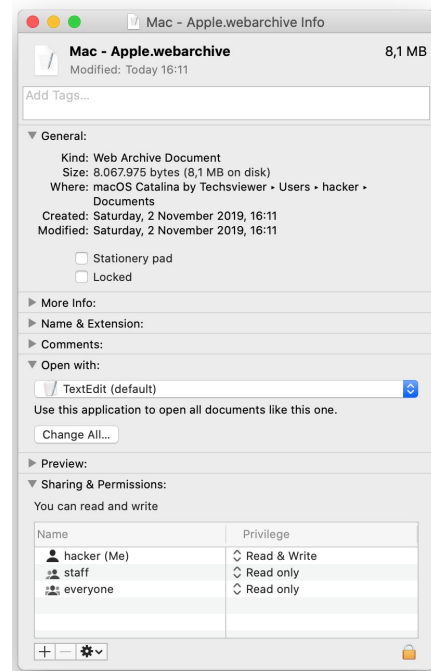 Mac - Apple.webarchive Info
Mac - Apple.webarchive 8,1 MB
Modified: Today 16:11
Add Tags...
General:
Kind: Web Archive Document
Size: 8.067.975 bytes (8,1 MB on disk)
Where: macOS Catalina by Techsviewer ▸ Users ▸ hacker ▸
Documents
Created: Saturday, 2 November 2019, 16:11
Modified: Saturday, 2 November 2019, 16:11
Stationery pad
Locked
More Info:
Name & Extension:
Comments:
Open with:
TextEdit (default)
Use this application to open all documents like this one.
Change All...
Preview:
Sharing & Permissions:
You can read and write
Name Privilege
hacker (Me) Read & Write
staff Read only
everyone Read only